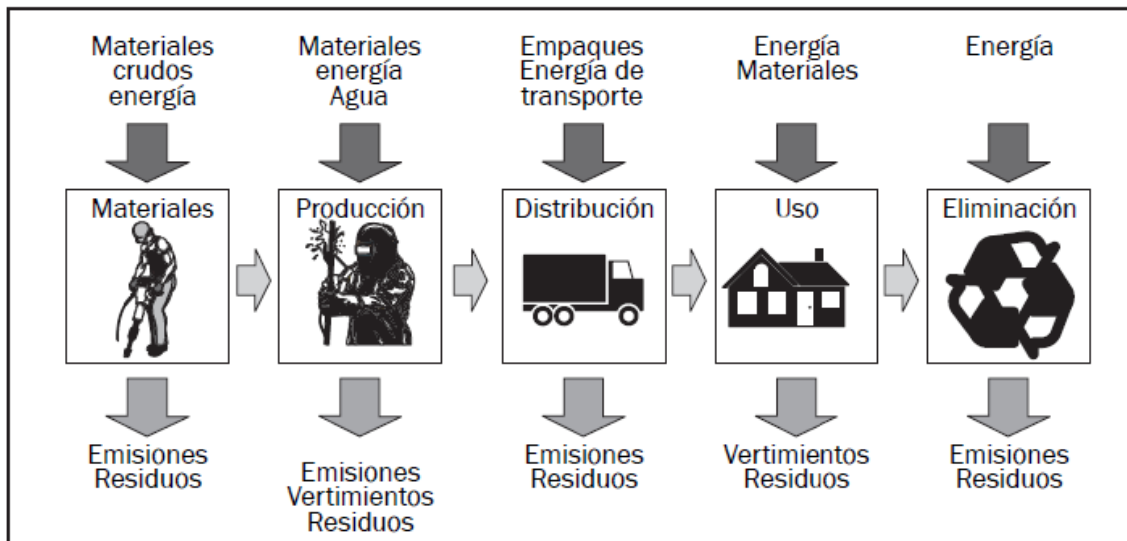 Materiales
crudos
energía
Materiales
energía
Agua
Empaques
Energía de
transporte
Energía
Materiales
Energía
Materiales
Producción
Distribución
Uso
Eliminación
Emisiones
Residuos
Emisiones
Vertimientos
Residuos
Emisiones
Residuos
Vertimientos
Residuos
Emisiones
Residuos